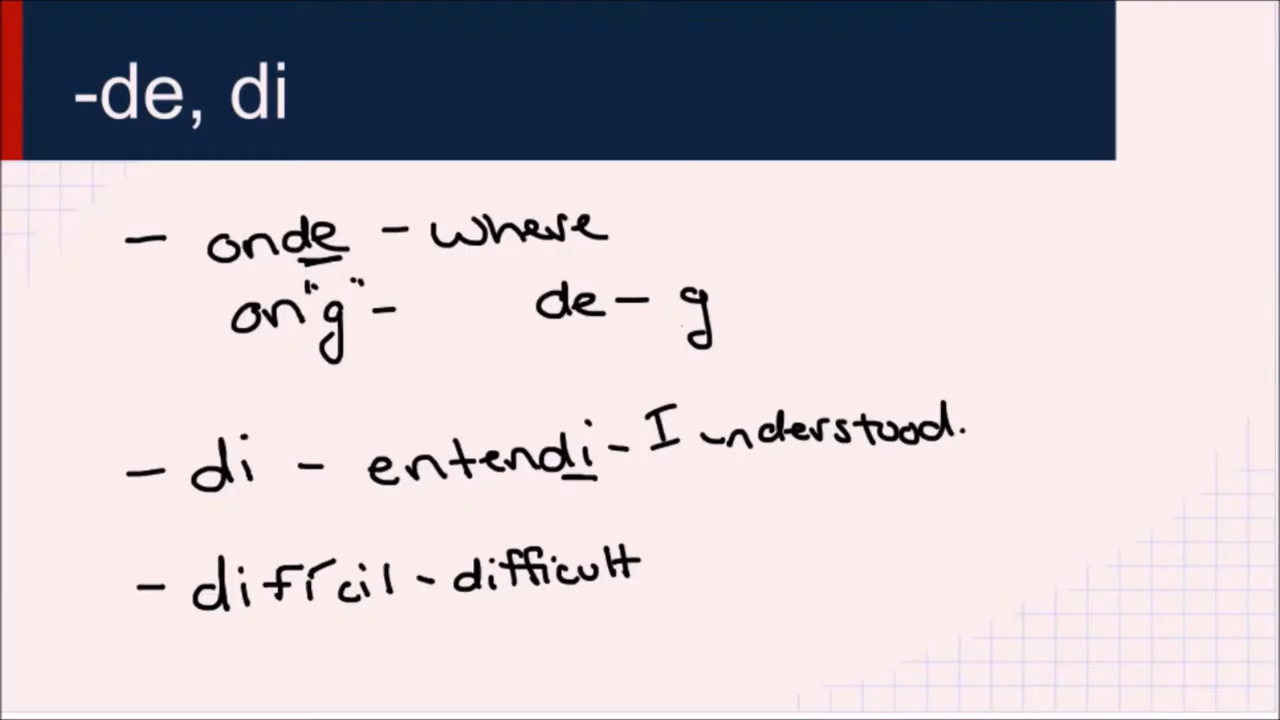 -de, di
- onde - where
on "g" - de - g
- di - entendi - I understood.
- difícil - difficult